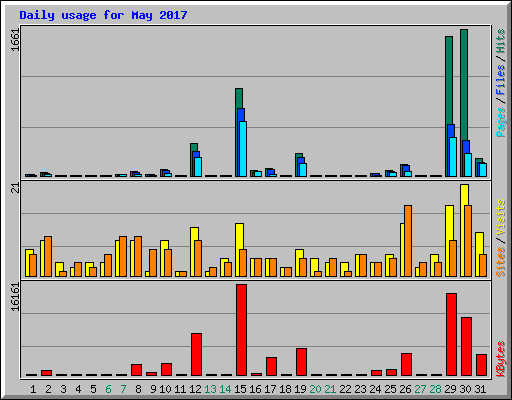 Daily usage for May 2017
1661
Pages / Files / Hits
21
Sites / Visits
16161
KBytes
1 2 3 4 5 6 7 8 9 10 11 12 13 14 15 16 17 18 19 20 21 22 23 24 25 26 27 28 29 30 31